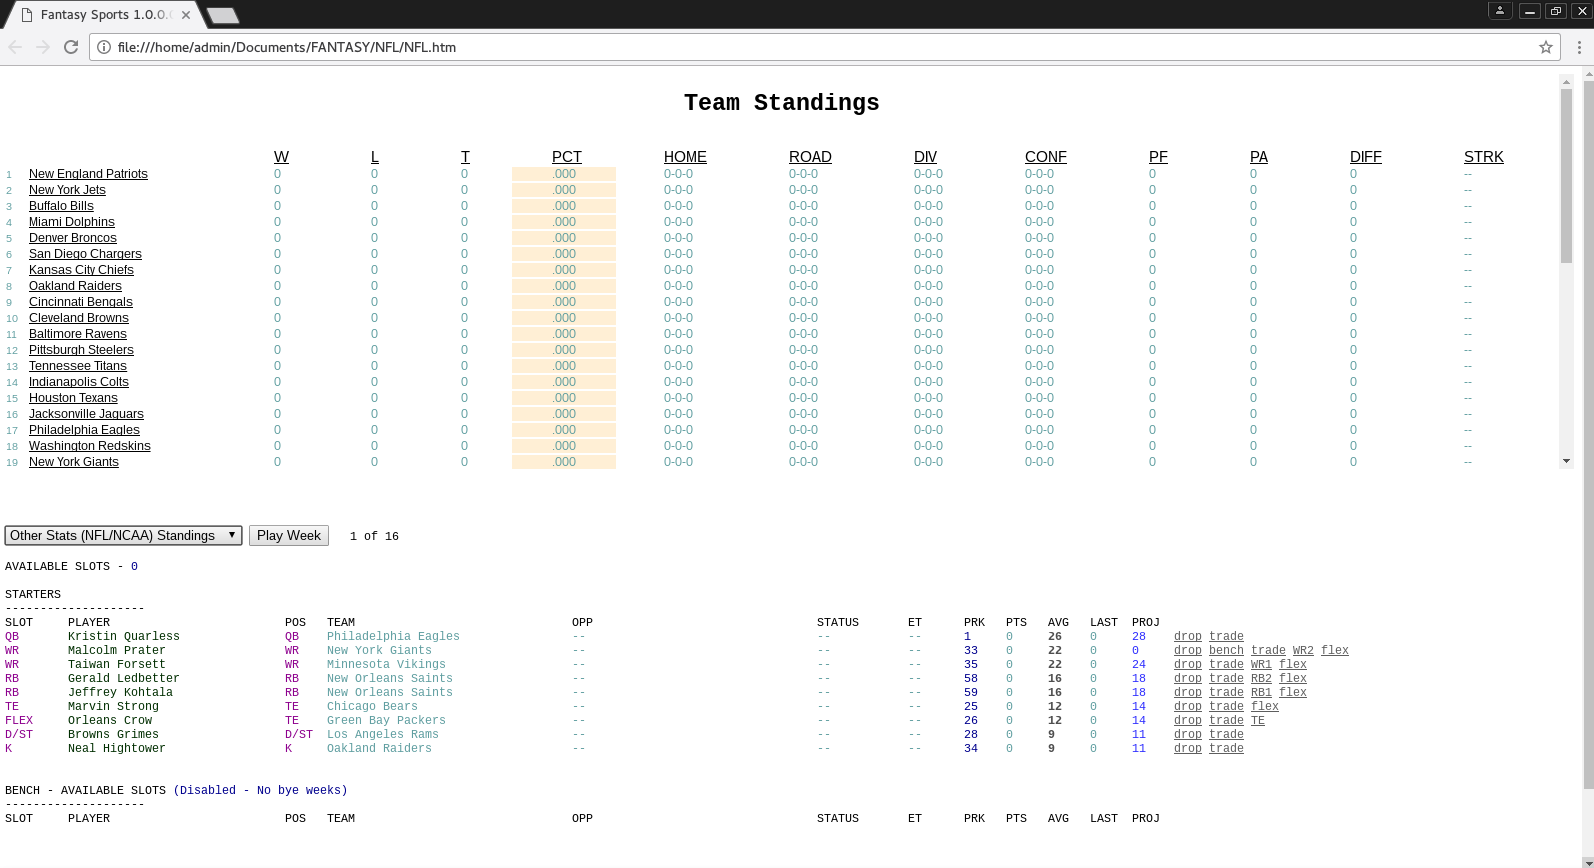 Fantasy Sports 1.0.0.
file:///home/admin/Documents/FANTASY/NFL/NFL.htm
Team Standings
W L T PCT HOME ROAD DIV CONF PF PA DIFF STRK
1 New England Patriots 0 0 0 .000 0-0-0 0-0-0 0-0-0 0-0-0 0 0 0 --
2 New York Jets 0 0 0 .000 0-0-0 0-0-0 0-0-0 0-0-0 0 0 0 --
3 Buffalo Bills 0 0 0 .000 0-0-0 0-0-0 0-0-0 0-0-0 0 0 0 --
4 Miami Dolphins 0 0 0 .000 0-0-0 0-0-0 0-0-0 0-0-0 0 0 0 --
5 Denver Broncos 0 0 0 .000 0-0-0 0-0-0 0-0-0 0-0-0 0 0 0 --
6 San Diego Chargers 0 0 0 .000 0-0-0 0-0-0 0-0-0 0-0-0 0 0 0 --
7 Kansas City Chiefs 0 0 0 .000 0-0-0 0-0-0 0-0-0 0-0-0 0 0 0 --
8 Oakland Raiders 0 0 0 .000 0-0-0 0-0-0 0-0-0 0-0-0 0 0 0 --
9 Cincinnati Bengals 0 0 0 .000 0-0-0 0-0-0 0-0-0 0-0-0 0 0 0 --
10 Cleveland Browns 0 0 0 .000 0-0-0 0-0-0 0-0-0 0-0-0 0 0 0 --
11 Baltimore Ravens 0 0 0 .000 0-0-0 0-0-0 0-0-0 0-0-0 0 0 0 --
12 Pittsburgh Steelers 0 0 0 .000 0-0-0 0-0-0 0-0-0 0-0-0 0 0 0 --
13 Tennessee Titans 0 0 0 .000 0-0-0 0-0-0 0-0-0 0-0-0 0 0 0 --
14 Indianapolis Colts 0 0 0 .000 0-0-0 0-0-0 0-0-0 0-0-0 0 0 0 --
15 Houston Texans 0 0 0 .000 0-0-0 0-0-0 0-0-0 0-0-0 0 0 0 --
16 Jacksonville Jaguars 0 0 0 .000 0-0-0 0-0-0 0-0-0 0-0-0 0 0 0 --
17 Philadelphia Eagles 0 0 0 .000 0-0-0 0-0-0 0-0-0 0-0-0 0 0 0 --
18 Washington Redskins 0 0 0 .000 0-0-0 0-0-0 0-0-0 0-0-0 0 0 0 --
19 New York Giants 0 0 0 .000 0-0-0 0-0-0 0-0-0 0-0-0 0 0 0 --
Other Stats (NFL/NCAA) Standings Play Week 1 of 16
AVAILABLE SLOTS - 0
STARTERS
--------------------
SLOT PLAYER POS TEAM OPP STATUS ET PRK PTS AVG LAST PROJ
QB Kristin Quarless QB Philadelphia Eagles -- -- -- 1 0 26 0 28 drop trade
WR Malcolm Prater WR New York Giants -- -- -- 33 0 22 0 0 drop bench trade WR2 flex
WR Taiwan Forsett WR Minnesota Vikings -- -- -- 35 0 22 0 24 drop trade WR1 flex
RB Gerald Ledbetter RB New Orleans Saints -- -- -- 58 0 16 0 18 drop trade RB2 flex
RB Jeffrey Kohtala RB New Orleans Saints -- -- -- 59 0 16 0 18 drop trade RB1 flex
TE Marvin Strong TE Chicago Bears -- -- -- 25 0 12 0 14 drop trade flex
FLEX Orleans Crow TE Green Bay Packers -- -- -- 26 0 12 0 14 drop trade TE
D/ST Browns Grimes D/ST Los Angeles Rams -- -- -- 28 0 9 0 11 drop trade
K Neal Hightower K Oakland Raiders -- -- -- 34 0 9 0 11 drop trade
BENCH - AVAILABLE SLOTS (Disabled - No bye weeks)
--------------------
SLOT PLAYER POS TEAM OPP STATUS ET PRK PTS AVG LAST PROJ